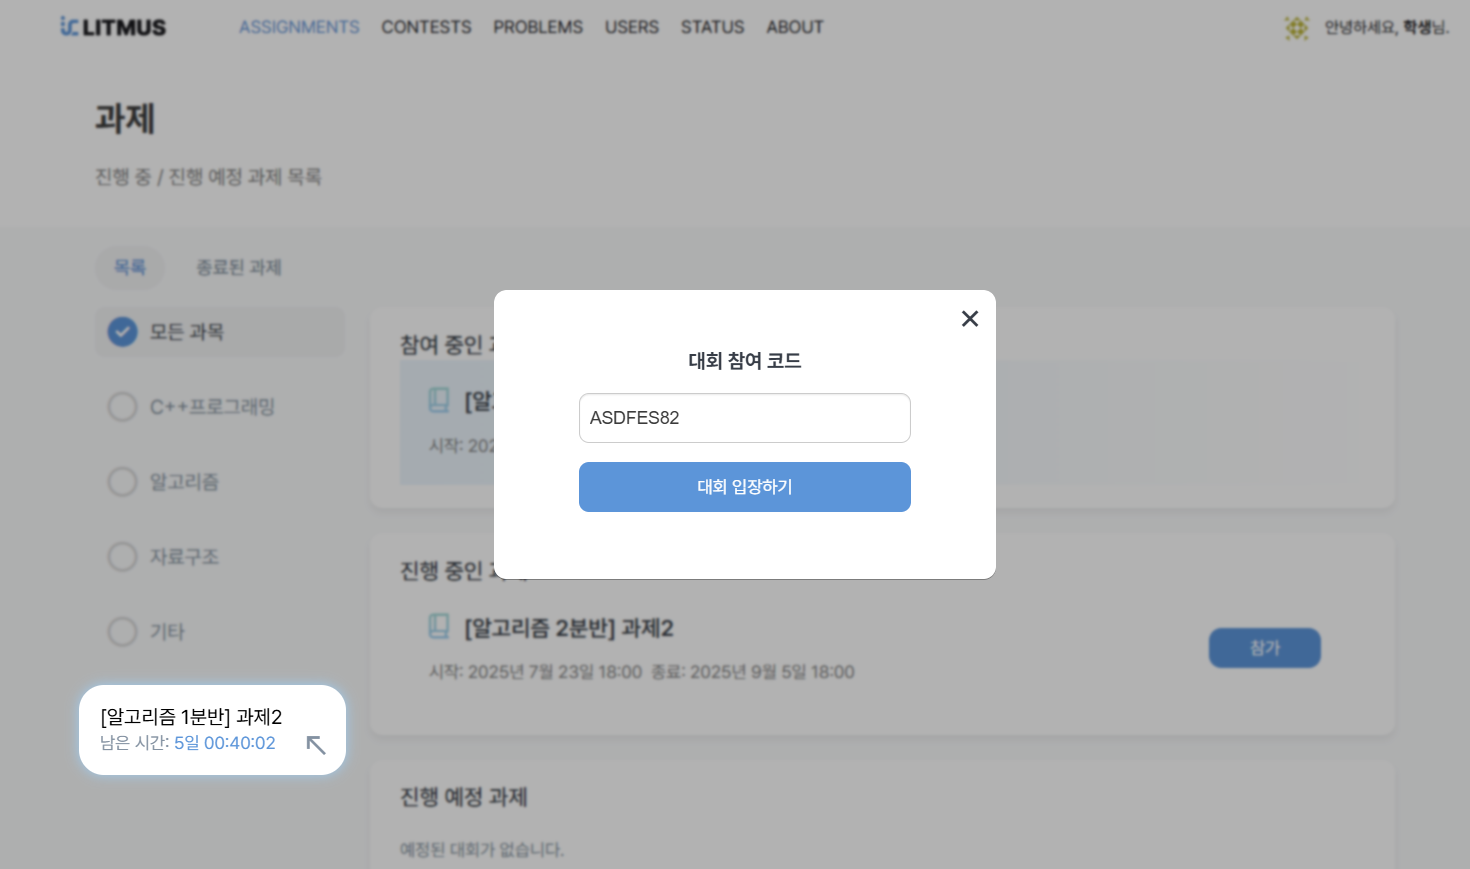 LITMUS
ASSIGNMENTS CONTESTS PROBLEMS USERS STATUS ABOUT
안녕하세요, 학생님.
과제
진행 중 / 진행 예정 과제 목록
목록 종료된 과제
모든 과목
C++프로그래밍
알고리즘
자료구조
기타
[알고리즘 1분반] 과제2
남은 시간: 5일 00:40:02
참여 중인
[알
시작: 202
대회 참여 코드
ASDFES82
대회 입장하기
진행 중인
[알고리즘 2분반] 과제2
시작: 2025년 7월 23일 18:00 종료: 2025년 9월 5일 18:00
참가
진행 예정 과제
예정된 대회가 없습니다.